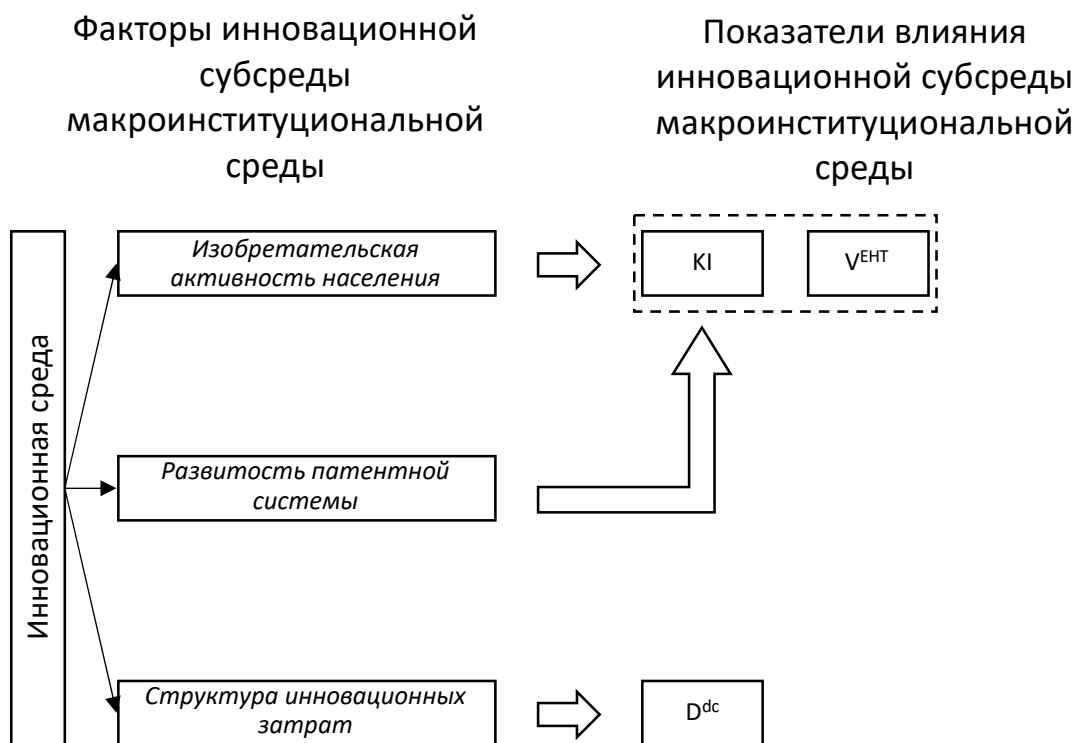 Факторы инновационной
субсреды
макроинституциональной
среды
Показатели влияния
инновационной субсреды
макроинституциональной
среды
Инновационная среда
Изобретательская
активность населения
KI
V^EHT
Развитость патентной
системы
Структура инновационных
затрат
D^dc